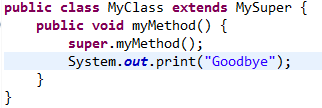 public class MyClass extends MySuper {
    public void myMethod() {
        super.myMethod();
        System.out.print("Goodbye");
    }
}